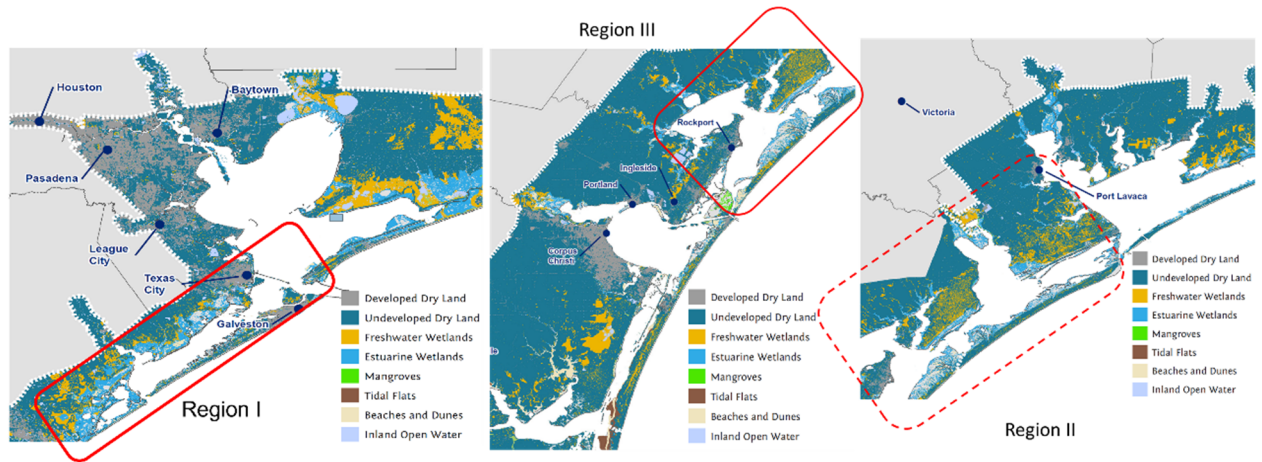 Region III
Houston
Baytown
Pasadena
League
City
Texas
City
Galveston
Region I
Developed Dry Land
Undeveloped Dry Land
Freshwater Wetlands
Estuarine Wetlands
Mangroves
Tidal Flats
Beaches and Dunes
Inland Open Water
Rockport
Ingleside
Portland
Corpus
Christi
le
Developed Dry Land
Undeveloped Dry Land
Freshwater Wetlands
Estuarine Wetlands
Mangroves
Tidal Flats
Beaches and Dunes
Inland Open Water
Victoria
Port Lavaca
Developed Dry Land
Undeveloped Dry Land
Freshwater Wetlands
Estuarine Wetlands
Mangroves
Tidal Flats
Beaches and Dunes
Inland Open Water
Region II